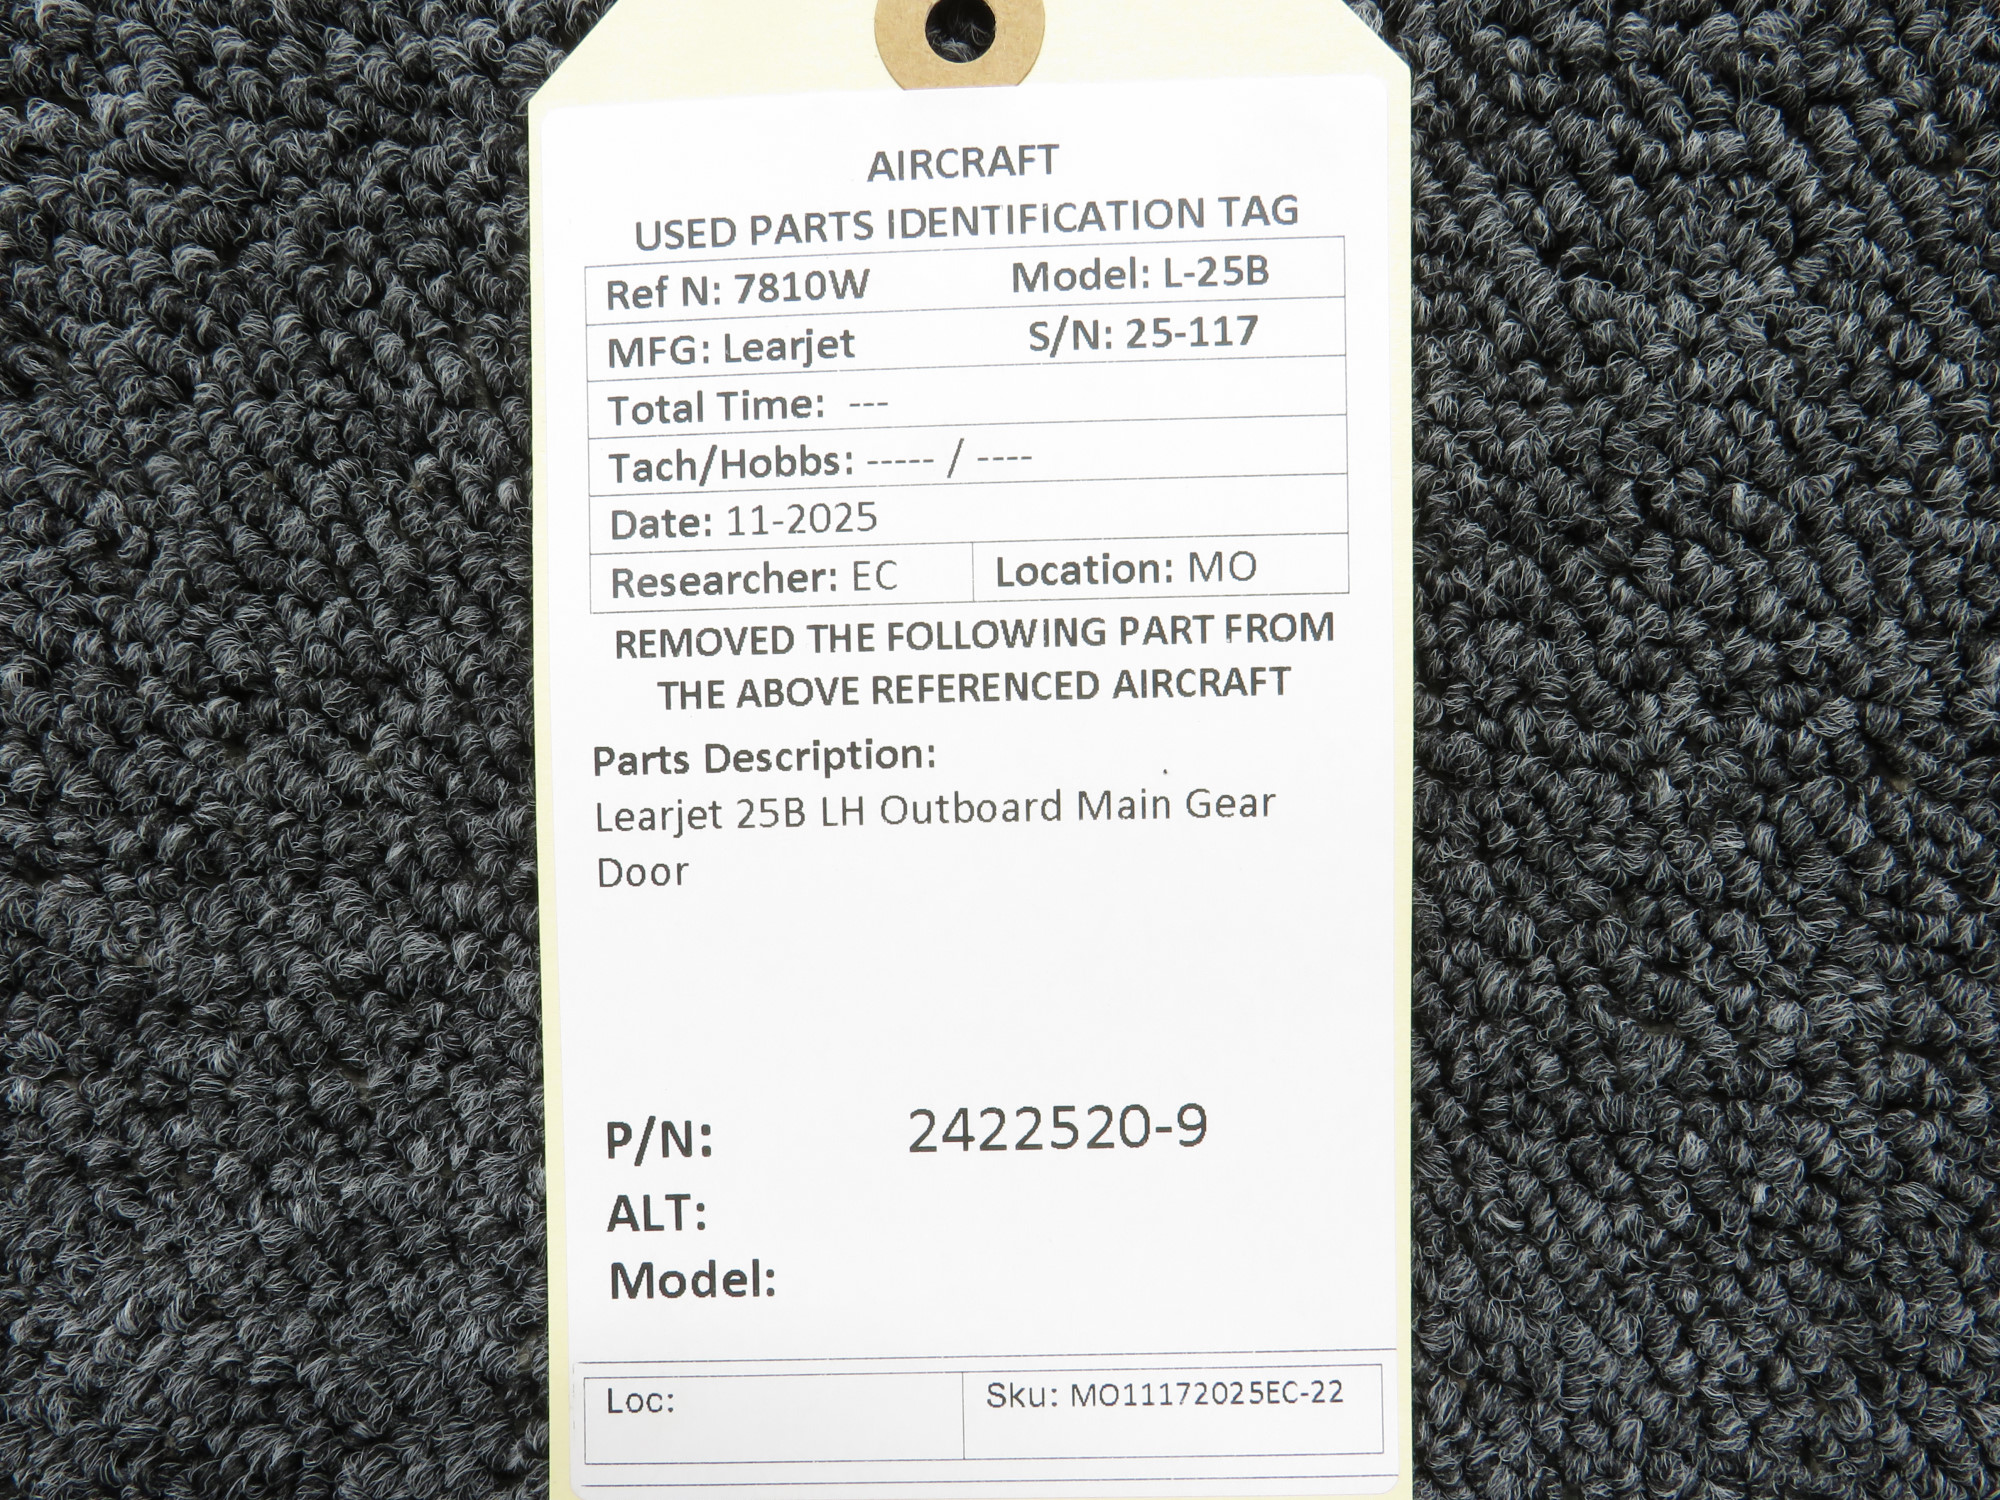 AIRCRAFT
USED PARTS IDENTIFICATION TAG
Ref N: 7810W Model: L-25B
MFG: Learjet S/N: 25-117
Total Time: ---
Tach/Hobbs: ----- / ----
Date: 11-2025
Researcher: EC Location: MO
REMOVED THE FOLLOWING PART FROM
THE ABOVE REFERENCED AIRCRAFT
Parts Description:
Learjet 25B LH Outboard Main Gear
Door
P/N: 2422520-9
ALT:
Model:
Loc: Sku: MO11172025EC-22